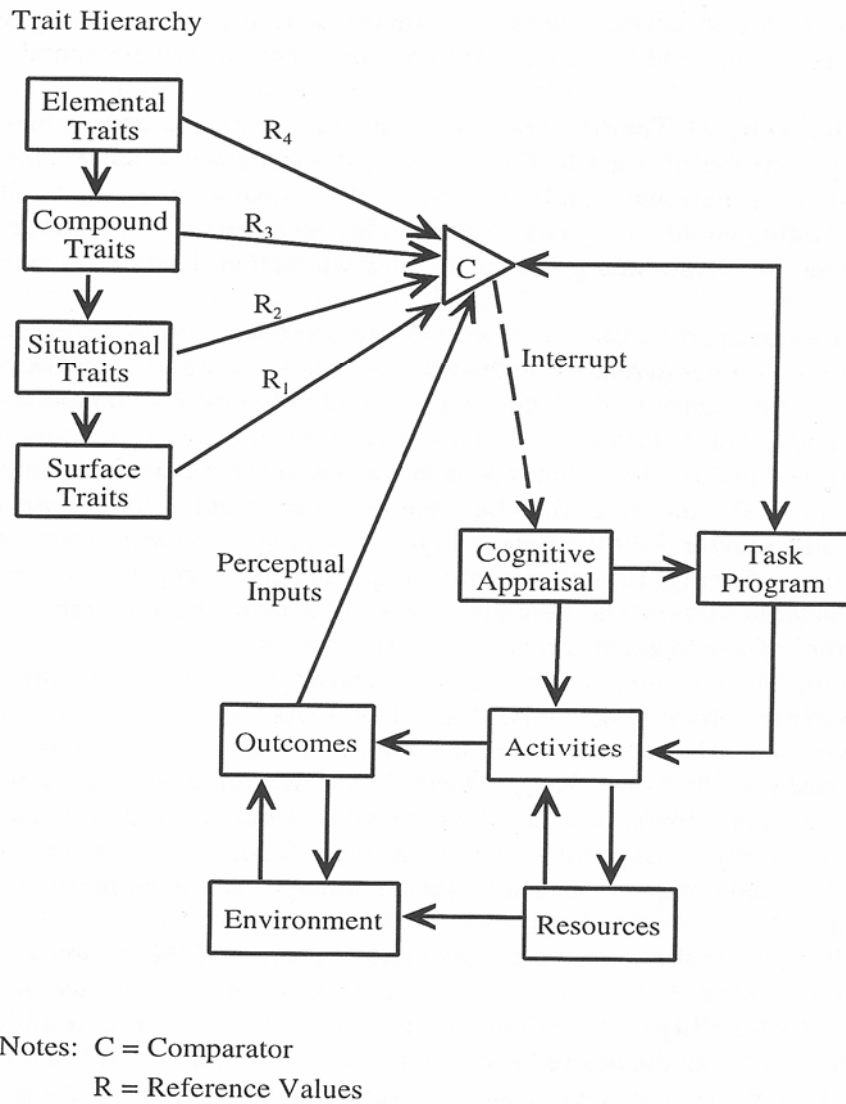 Trait Hierarchy
Elemental
Traits
R4
Compound
Traits
R3
C
Situational
Traits
R2
Interrupt
R1
Surface
Traits
Perceptual
Inputs
Cognitive
Appraisal
Task
Program
Outcomes
Activities
Environment
Resources
Notes: C = Comparator
R = Reference Values